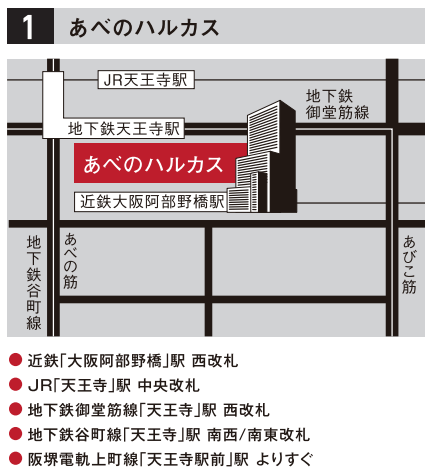 1 あべのハルカス
JR天王寺駅
地下鉄
御堂筋線
地下鉄天王寺駅
あべのハルカス
近鉄大阪阿部野橋駅
地下鉄谷町線
あべの筋
あびこ筋
● 近鉄「大阪阿部野橋」駅 西改札
● JR「天王寺」駅 中央改札
● 地下鉄御堂筋線「天王寺」駅 西改札
● 地下鉄谷町線「天王寺」駅 南西/南東改札
● 阪堺電軌上町線「天王寺駅前」駅 よりすぐ